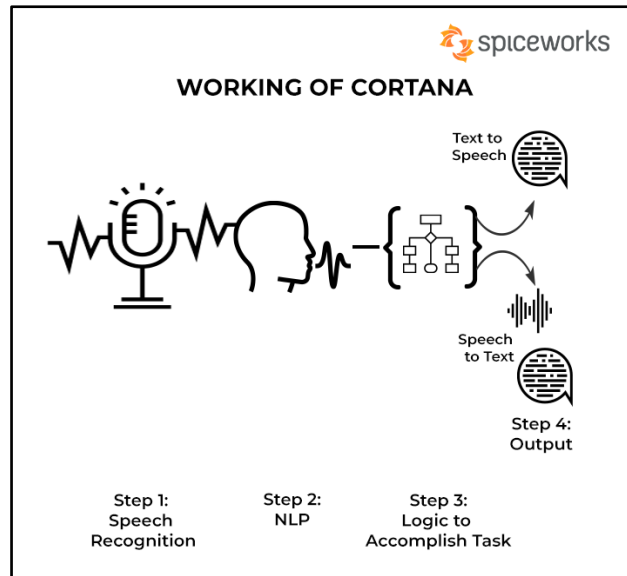 spiceworks
WORKING OF CORTANA
Text to
Speech
Speech
to Text
Step 4:
Output
Step 1:
Speech
Recognition
Step 2:
NLP
Step 3:
Logic to
Accomplish Task